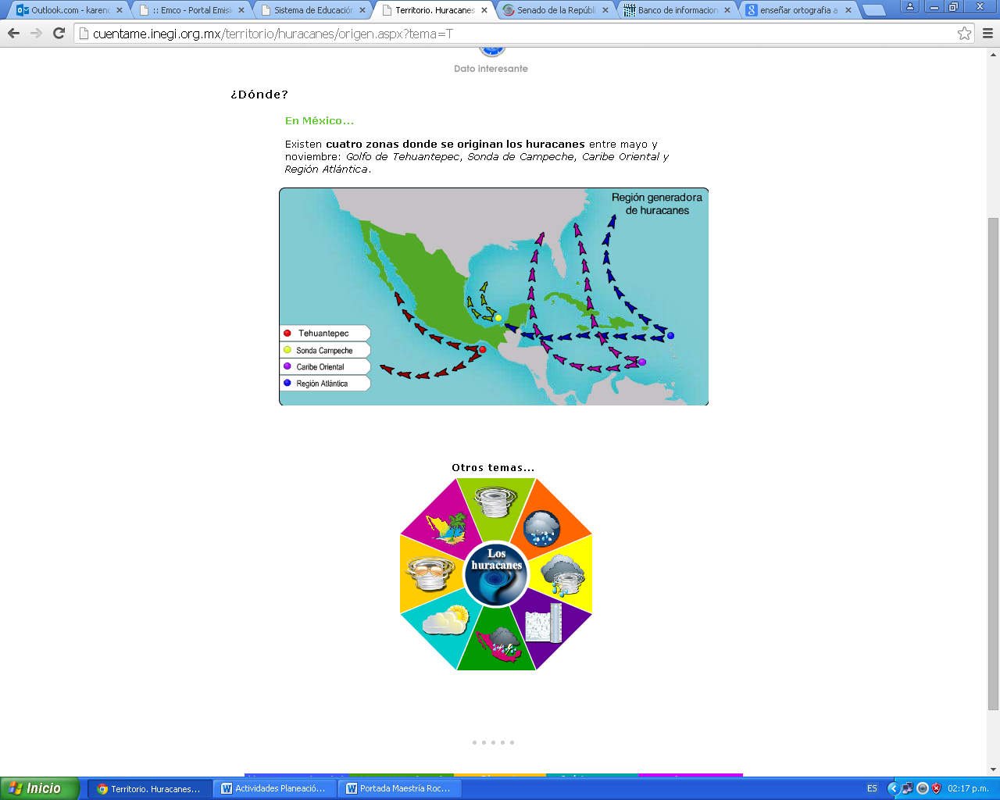 Outlook.com - karenc
:: Emco - Portal Emisi
Sistema de Educación
Territorio. Huracanes
Senado de la Repúbl
Banco de informacion
enseñar ortografia a
cuentame.inegi.org.mx/territorio/huracanes/origen.aspx?tema=T
Dato interesante
¿Dónde?
En México...
Existen cuatro zonas donde se originan los huracanes entre mayo y
noviembre: Golfo de Tehuantepec, Sonda de Campeche, Caribe Oriental y
Región Atlántica.
Región generadora
de huracanes
Tehuantepec
Sonda Campeche
Caribe Oriental
Región Atlántica
Otros temas...
Los
huracanes
Inicio
Territorio. Huracanes...
Actividades Planeació...
Portada Maestría Roc...
ES
02:17 p.m.